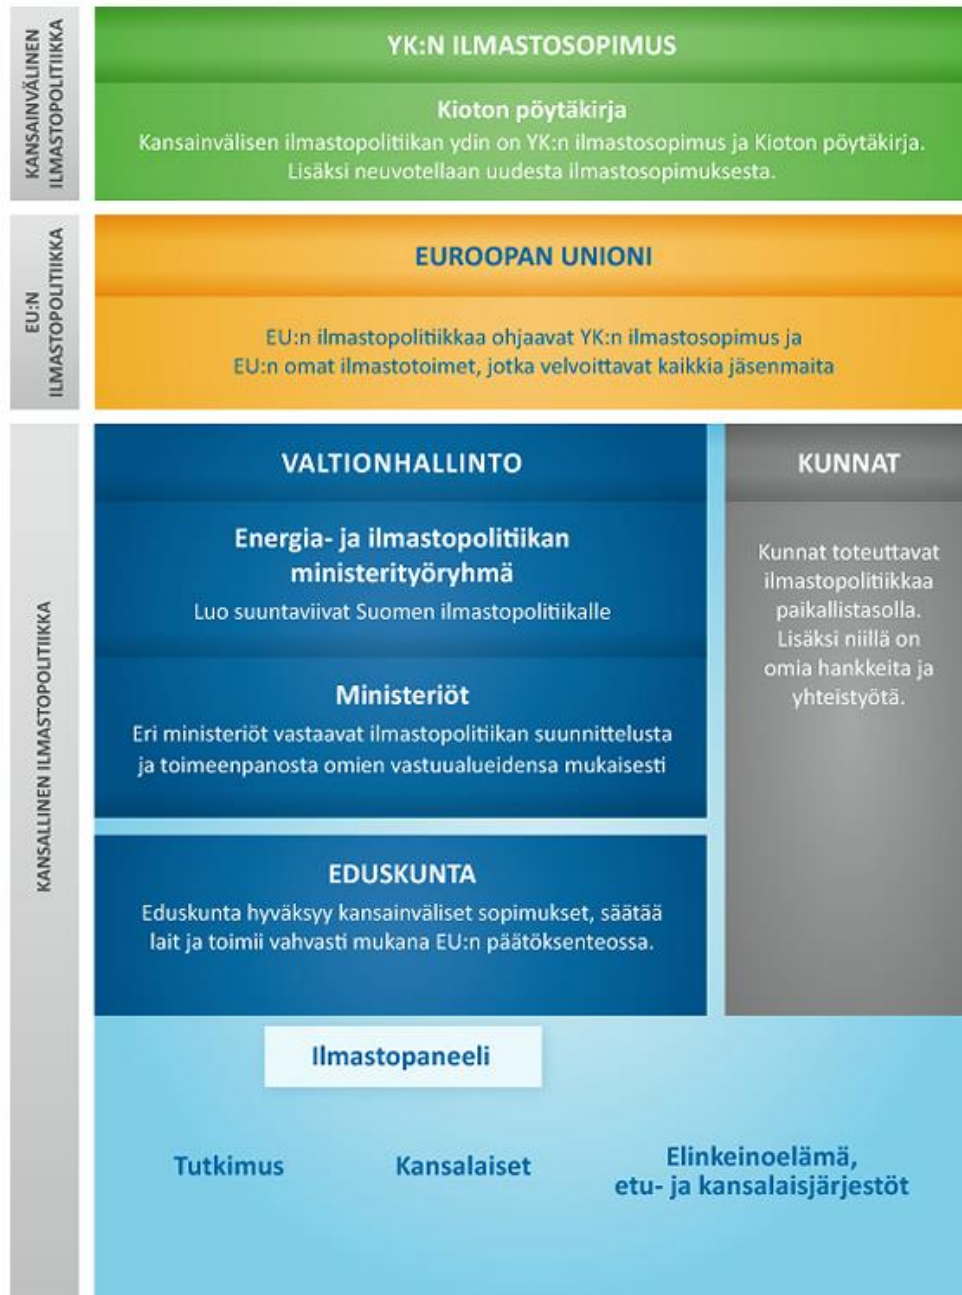 KANSAINVÄLINEN
ILMASTOPOLITIIKKA
YK:N ILMASTOSOPIMUS
Kioton pöytäkirja
Kansainvälisen ilmastopolitiikan ydin on YK:n ilmastosopimus ja Kioton pöytäkirja.
Lisäksi neuvotellaan uudesta ilmastosopimuksesta.
EU:N
ILMASTOPOLITIIKKA
EUROOPAN UNIONI
EU:n ilmastopolitiikkaa ohjaavat YK:n ilmastosopimus ja
EU:n omat ilmastotoimet, jotka velvoittavat kaikkia jäsenmaita
KANSALLINEN ILMASTOPOLITIIKKA
VALTIONHALLINTO
Energia- ja ilmastopolitiikan
ministerityöryhmä
Luo suuntaviivat Suomen ilmastopolitiikalle
Ministeriöt
Eri ministeriöt vastaavat ilmastopolitiikan suunnittelusta
ja toimeenpanosta omien vastuualueidensa mukaisesti
EDUSKUNTA
Eduskunta hyväksyy kansainväliset sopimukset, säätää
lait ja toimii vahvasti mukana EU:n päätöksenteossa.
KUNNAT
Kunnat toteuttavat
ilmastopolitiikkaa
paikallistasolla.
Lisäksi niillä on
omia hankkeita ja
yhteistyötä.
Ilmastopaneeli
Tutkimus
Kansalaiset
Elinkeinoelämä,
etu- ja kansalaisjärjestöt